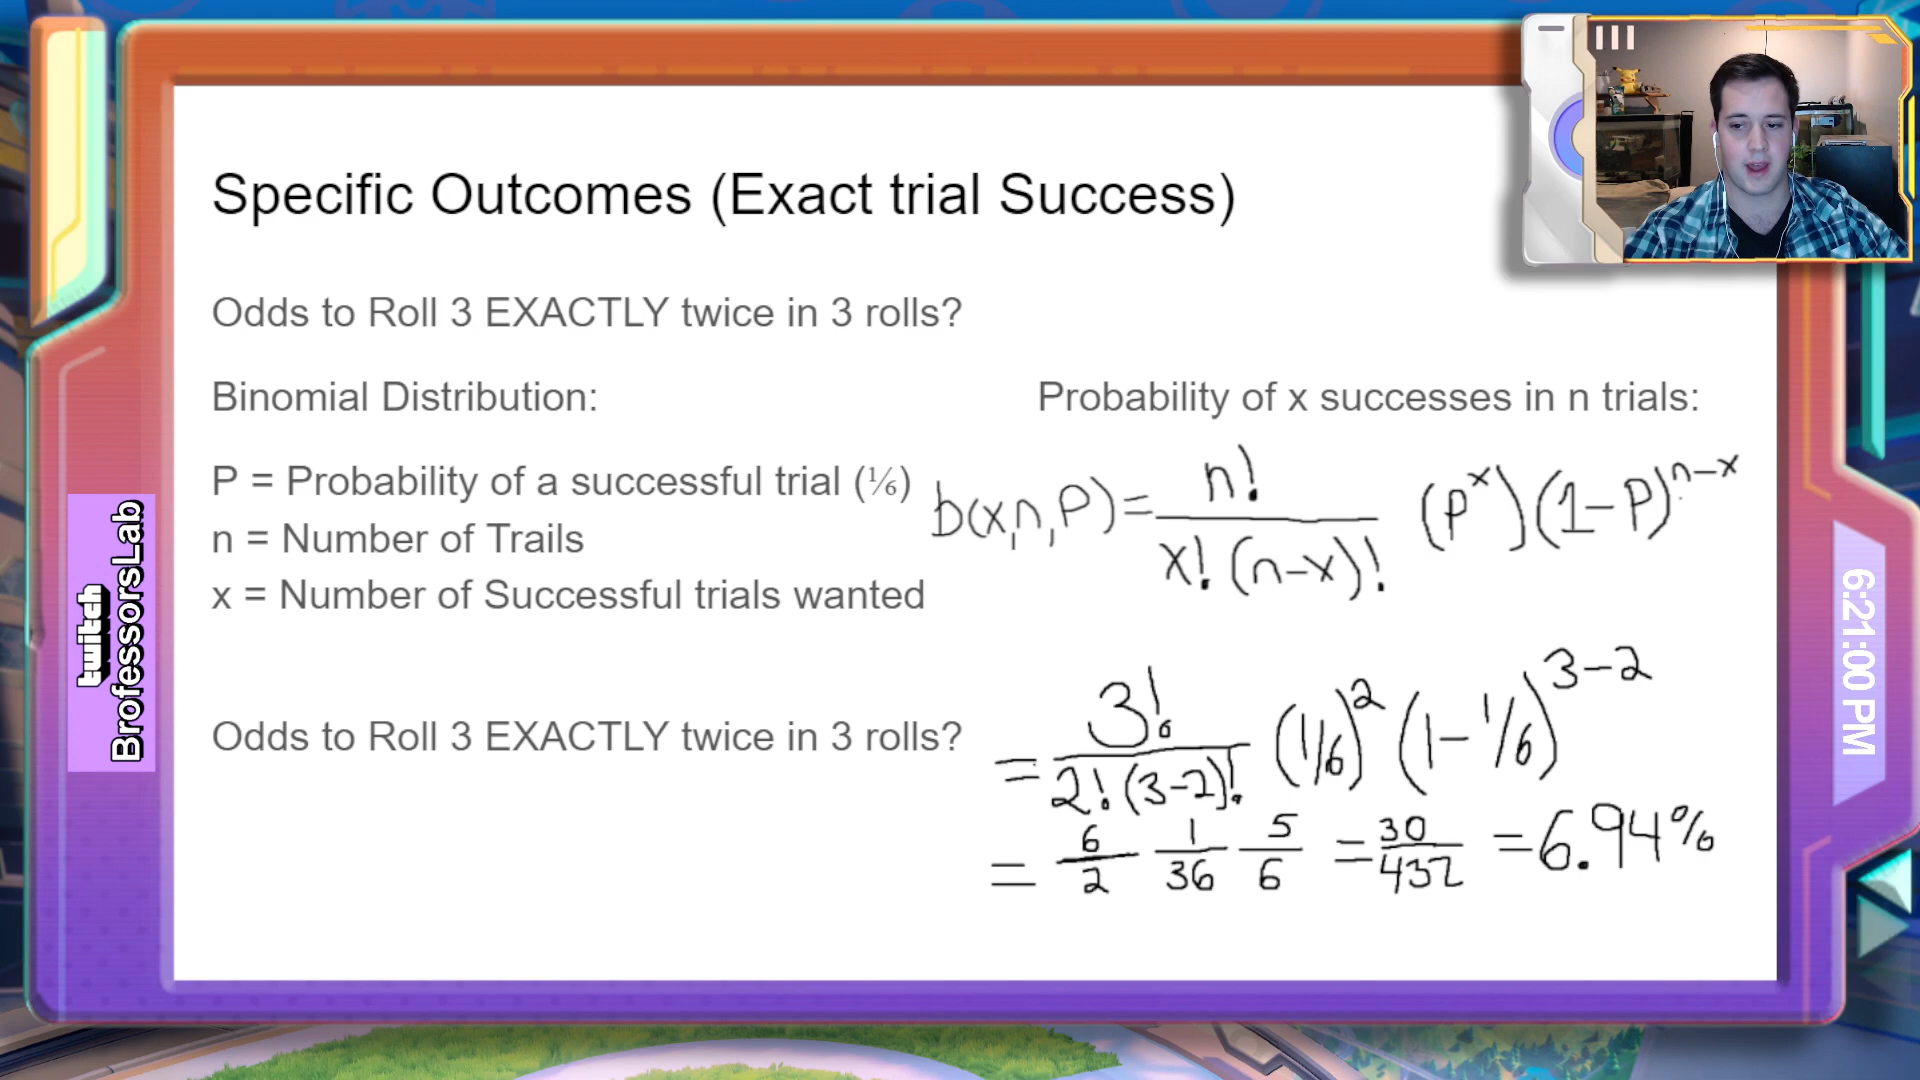 Specific Outcomes (Exact trial Success)
Odds to Roll 3 EXACTLY twice in 3 rolls?
Binomial Distribution:
Probability of x successes in n trials:
P = Probability of a successful trial (⅙)
n = Number of Trails
x = Number of Successful trials wanted
b(x,n,P) = n! / x!(n-x)! (P^x)(1-P)^n-x
Odds to Roll 3 EXACTLY twice in 3 rolls?
= 3! / 2!(3-2)! (1/6)^2 (1-1/6)^3-2
= 6/2 1/36 5/6 = 30/432 = 6.94%
twitch
BrofessorsLab
6:21:00 PM